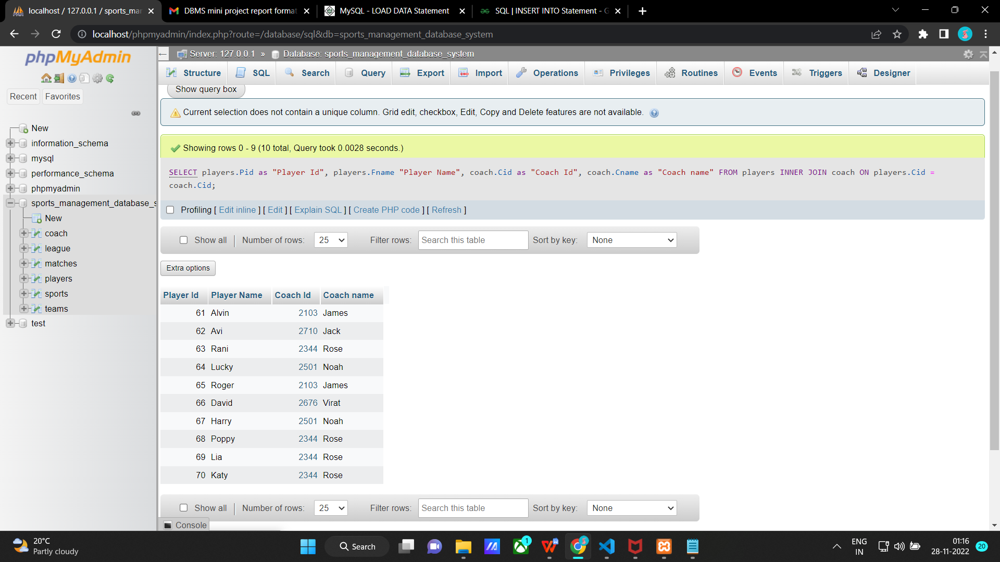 localhost / 127.0.0.1 / sports_mar
DBMS mini project report format
MySQL - LOAD DATA Statement
SQL | INSERT INTO Statement - G
localhost/phpmyadmin/index.php?route=/database/sql&db=sports_management_database_system
phpMyAdmin
Recent
Favorites
New
information_schema
mysql
performance_schema
phpmyadmin
sports_management_database_s
New
coach
league
matches
players
sports
teams
test
Server: 127.0.0.1 » Database: sports_management_database_system
Structure
SQL
Search
Query
Export
Import
Operations
Privileges
Routines
Events
Triggers
Designer
Show query box
Current selection does not contain a unique column. Grid edit, checkbox, Edit, Copy and Delete features are not available.
Showing rows 0 - 9 (10 total, Query took 0.0028 seconds.)
SELECT players.Pid as "Player Id", players.Fname "Player Name", coach.Cid as "Coach Id", coach.Cname as "Coach name" FROM players INNER JOIN coach ON players.Cid =
coach.Cid;
Profiling [ Edit inline ] [ Edit ] [ Explain SQL ] [ Create PHP code ] [ Refresh ]
Show all | Number of rows: 25 Filter rows: Search this table Sort by key: None
Extra options
Player Id Player Name Coach Id Coach name
61 Alvin 2103 James
62 Avi 2710 Jack
63 Rani 2344 Rose
64 Lucky 2501 Noah
65 Roger 2103 James
66 David 2676 Virat
67 Harry 2501 Noah
68 Poppy 2344 Rose
69 Lia 2344 Rose
70 Katy 2344 Rose
Show all | Number of rows: 25 Filter rows: Search this table Sort by key: None
Console
20°C
Partly cloudy
Search
1
ENG
IN
01:16
28-11-2022
20